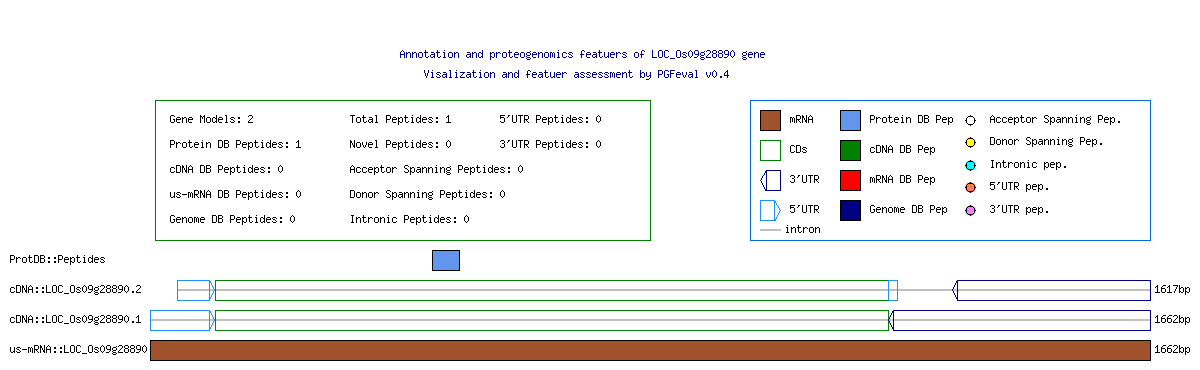 Annotation and proteogenomics featuers of LOC_Os09g28890 gene
Visalization and featuer assessment by PGFeval v0.4
Gene Models: 2 Total Peptides: 1 5'UTR Peptides: 0
Protein DB Peptides: 1 Novel Peptides: 0 3'UTR Peptides: 0
cDNA DB Peptides: 0 Acceptor Spanning Peptides: 0
us-mRNA DB Peptides: 0 Donor Spanning Peptides: 0
Genome DB Peptides: 0 Intronic Peptides: 0
mRNA Protein DB Pep Acceptor Spanning Pep.
CDs cDNA DB Pep Donor Spanning Pep.
3'UTR mRNA DB Pep Intronic pep.
5'UTR Genome DB Pep 5'UTR pep.
intron 3'UTR pep.
ProtDB::Peptides
cDNA::LOC_Os09g28890.2 1617bp
cDNA::LOC_Os09g28890.1 1662bp
us-mRNA::LOC_Os09g28890 1662bp